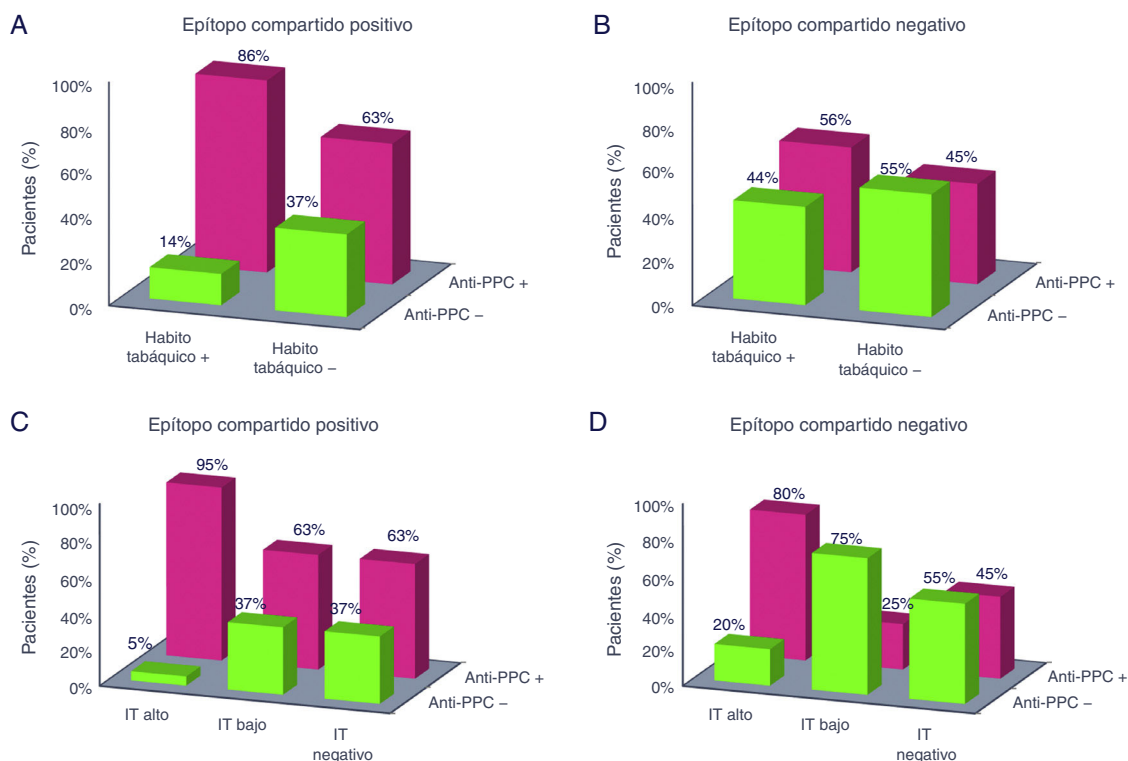 A
Epítopo compartido positivo
86%
100%
80%
63%
60%
37%
40%
14%
20%
0%
Pacientes (%)
Anti-PPC +
Anti-PPC –
Habito
tabáquico +
Habito
tabáquico –
B
Epítopo compartido negativo
100%
80%
56%
60%
44%
55%
45%
40%
20%
0%
Pacientes (%)
Anti-PPC +
Anti-PPC –
Habito
tabáquico +
Habito
tabáquico –
C
Epítopo compartido positivo
95%
100%
80%
63%
63%
60%
37%
37%
40%
20%
5%
0%
Pacientes (%)
Anti-PPC +
Anti-PPC –
IT alto
IT bajo
IT
negativo
D
Epítopo compartido negativo
80%
100%
80%
75%
60%
55%
45%
40%
25%
20%
20%
0%
Pacientes (%)
Anti-PPC +
Anti-PPC –
IT alto
IT bajo
IT
negativo